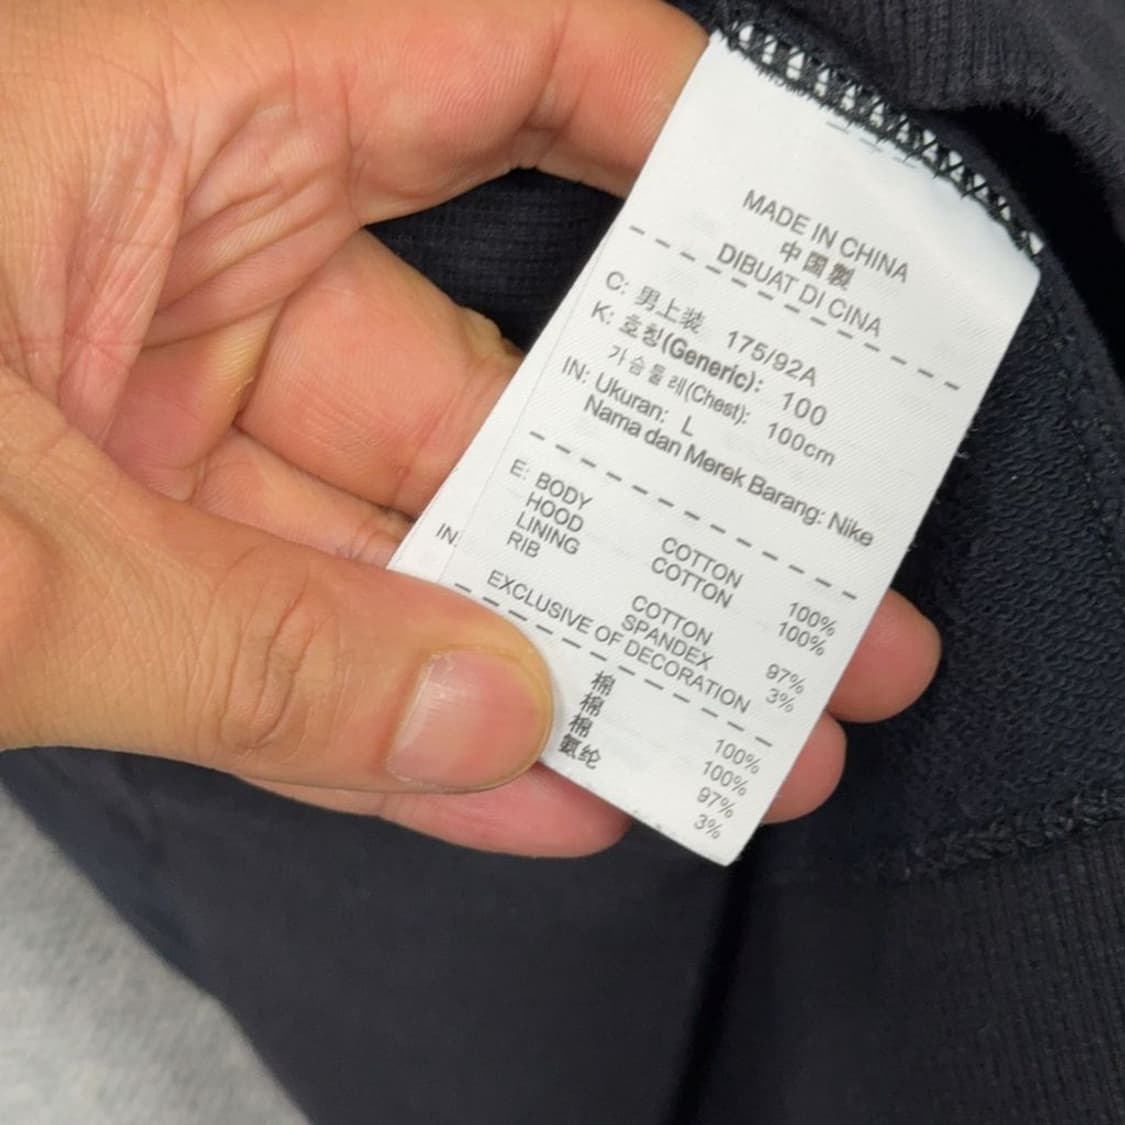 MADE IN CHINA
中国製
DIBUAT DI CINA
C: 男上装 175/92A
K: 호칭(Generic): 100
가슴둘레(Chest): 100cm
IN: Ukuran: L
Nama dan Merek Barang: Nike
E: BODY COTTON 100%
HOOD LINING COTTON 100%
RIB COTTON 97%
SPANDEX 3%
EXCLUSIVE OF DECORATION
棉 100%
棉 100%
棉 97%
氨纶 3%
IN: